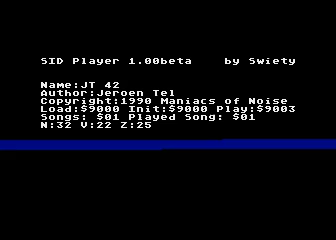 SID Player 1.00beta by Swiety
Name:JT 42
Author:Jeroen Tel
Copyright:1990 Maniacs of Noise
Load:$9000 Init:$9000 Play:$9003
Songs: $01 Played Song: $01
N:32 V:22 Z:25